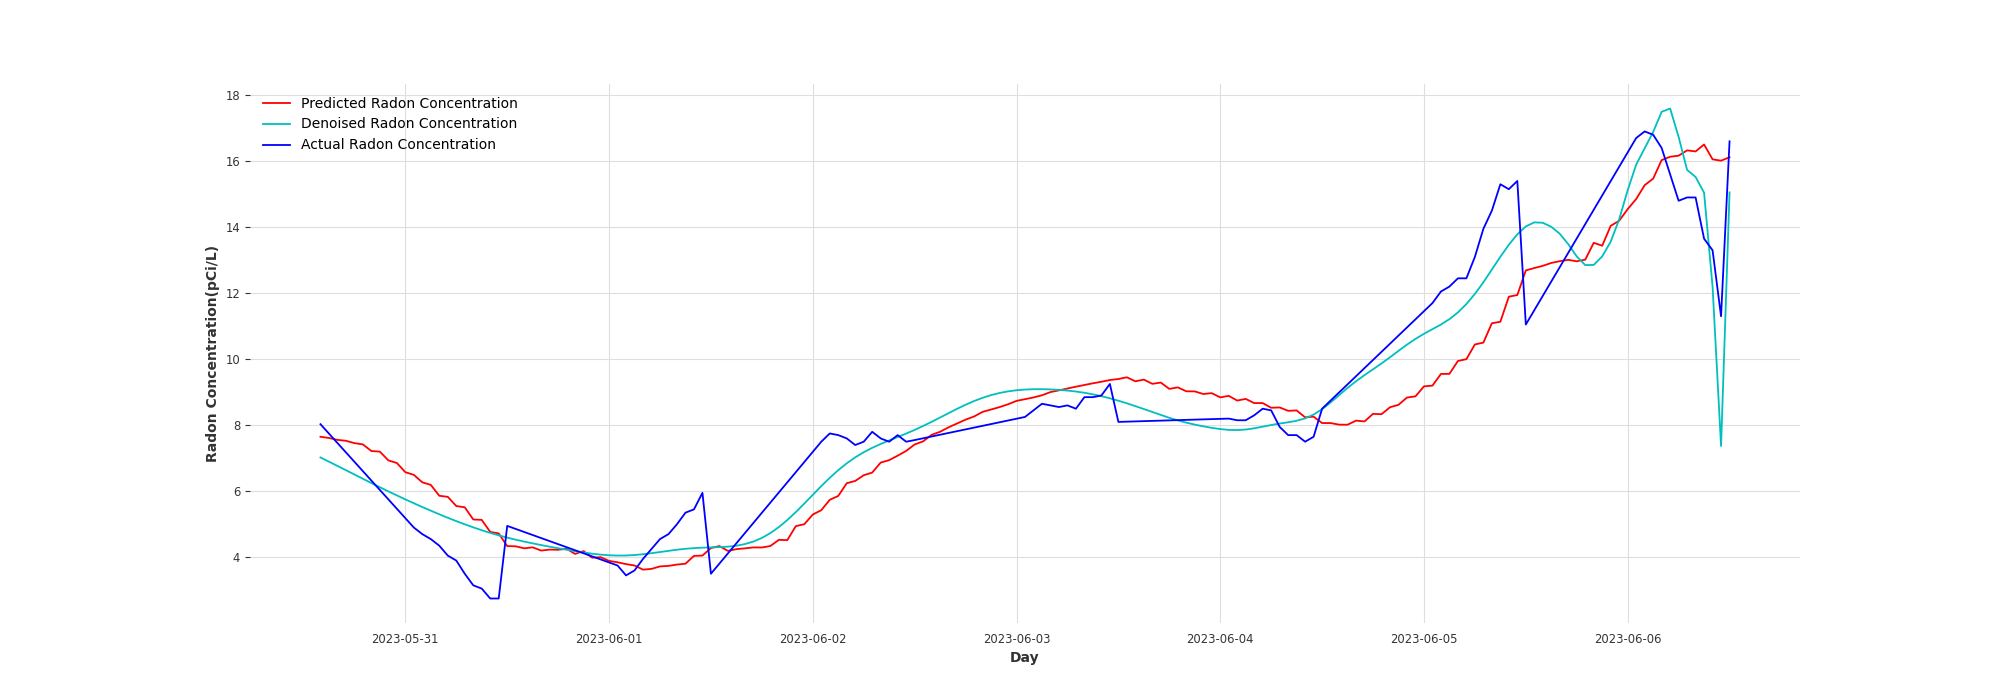 18
16
14
12
10
8
6
4
Radon Concentration(pCi/L)
Predicted Radon Concentration
Denoised Radon Concentration
Actual Radon Concentration
2023-05-31 2023-06-01 2023-06-02 2023-06-03 2023-06-04 2023-06-05 2023-06-06
Day